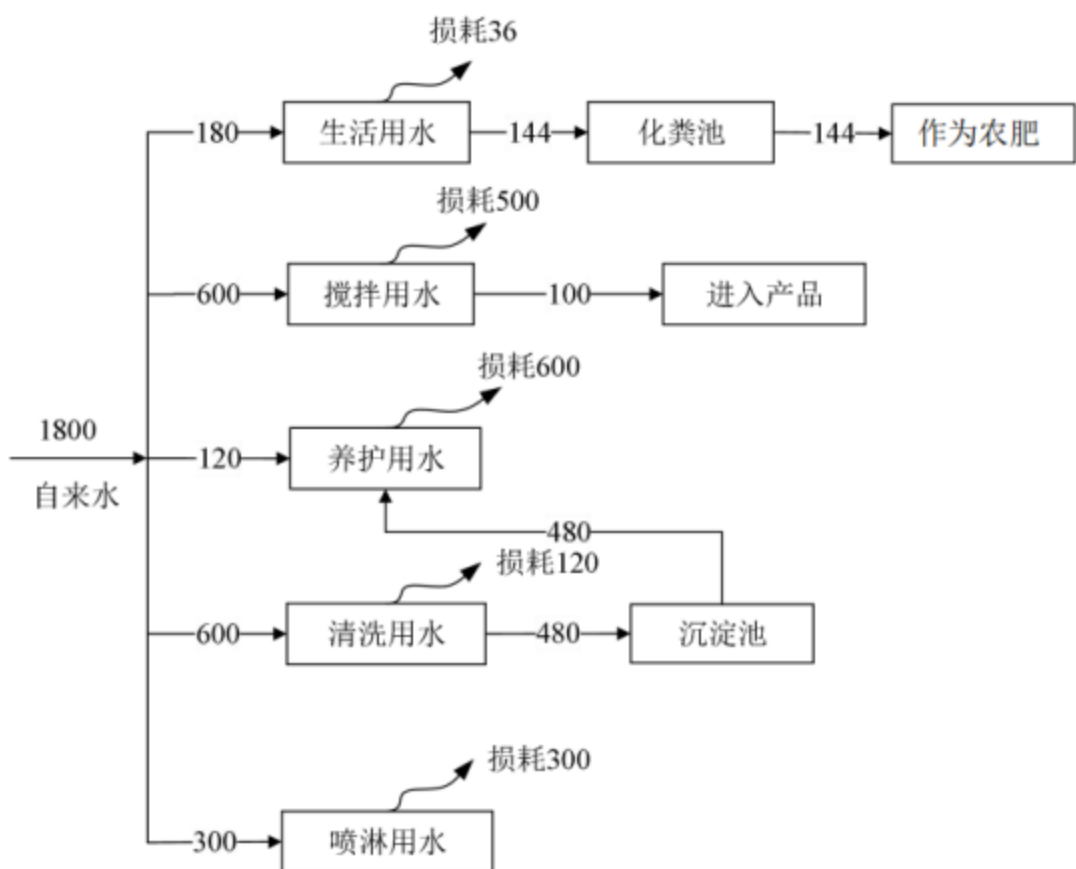 损耗36
180
生活用水
144
化粪池
144
作为农肥
损耗500
600
搅拌用水
100
进入产品
损耗600
1800
自来水
120
养护用水
480
损耗120
600
清洗用水
480
沉淀池
损耗300
300
喷淋用水